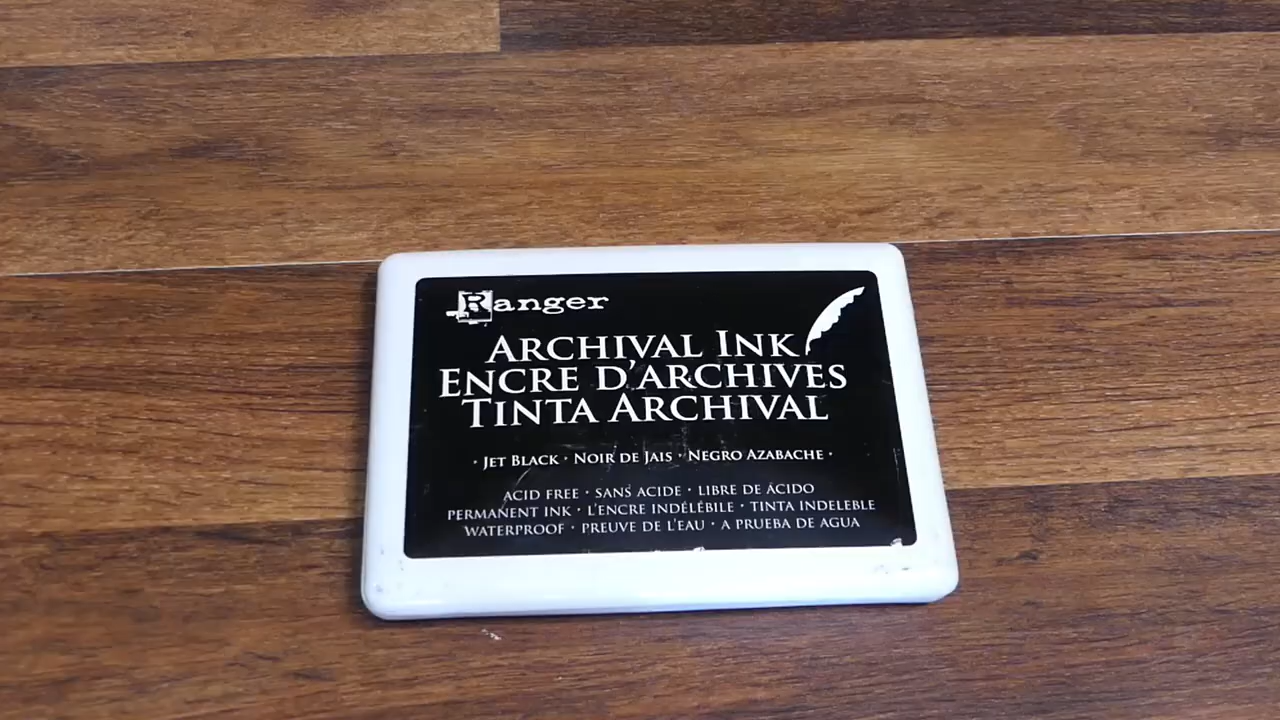 Ranger
ARCHIVAL INK
ENCRE D'ARCHIVES
TINTA ARCHIVAL
· JET BLACK · NOIR DE JAIS · NEGRO AZABACHE ·
ACID FREE · SANS ACIDE · LIBRE DE ÁCIDO
PERMANENT INK · L'ENCRE INDÉLÉBILE · TINTA INDELEBLE
WATERPROOF · PREUVE DE L'EAU · A PRUEBA DE AGUA